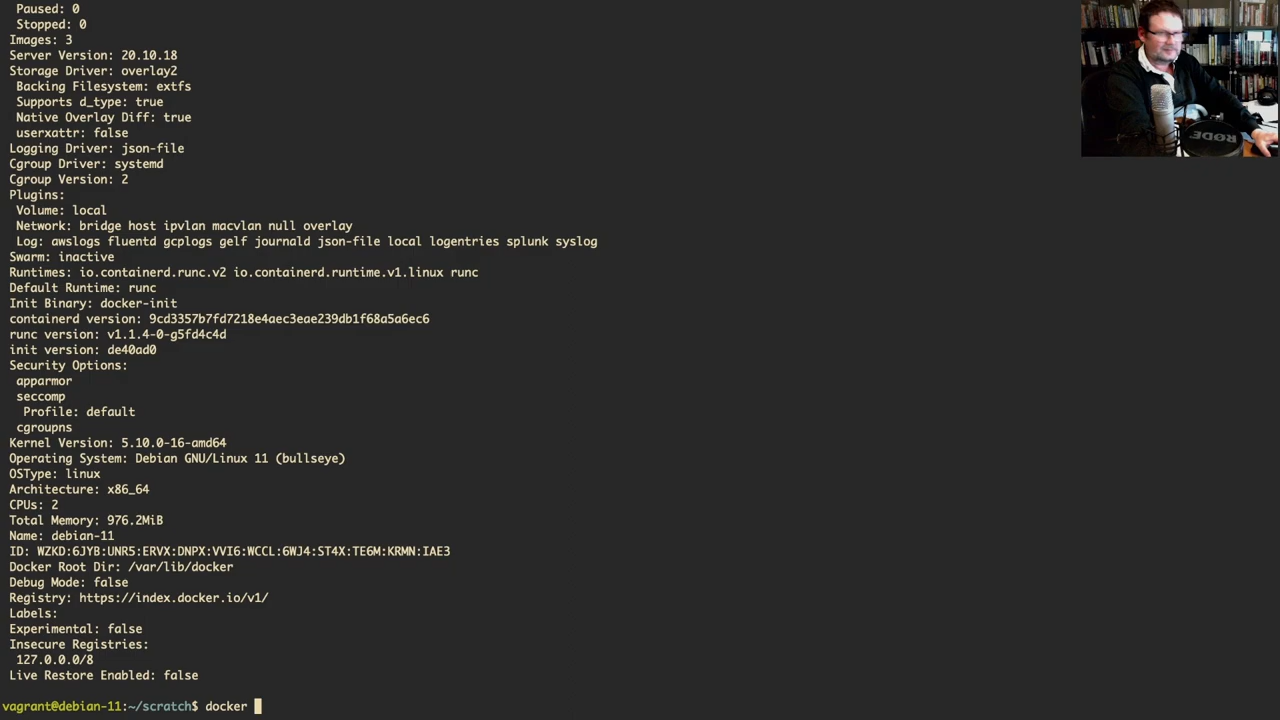 Paused: 0
Stopped: 0
Images: 3
Server Version: 20.10.18
Storage Driver: overlay2
Backing Filesystem: extfs
Supports d_type: true
Native Overlay Diff: true
userxattr: false
Logging Driver: json-file
Cgroup Driver: systemd
Cgroup Version: 2
Plugins:
Volume: local
Network: bridge host ipvlan macvlan null overlay
Log: awslogs fluentd gcplogs gelf journald json-file local logentries splunk syslog
Swarm: inactive
Runtimes: io.containerd.runc.v2 io.containerd.runtime.v1.linux runc
Default Runtime: runc
Init Binary: docker-init
containerd version: 9cd3357b7fd7218e4aec3eae239db1f68a5a6ec6
runc version: v1.1.4-0-g5fd4c4d
init version: de40ad0
Security Options:
apparmor
seccomp
Profile: default
cgroupns
Kernel Version: 5.10.0-16-amd64
Operating System: Debian GNU/Linux 11 (bullseye)
OSType: linux
Architecture: x86_64
CPUs: 2
Total Memory: 976.2MiB
Name: debian-11
ID: WZKD:6JYB:UNR5:ERVX:DNPX:VVI6:WCCL:6WJ4:ST4X:TE6M:KRMN:IAE3
Docker Root Dir: /var/lib/docker
Debug Mode: false
Registry: https://index.docker.io/v1/
Labels:
Experimental: false
Insecure Registries:
127.0.0.0/8
Live Restore Enabled: false
vagrant@debian-11:~/scratch$ docker
RØDE